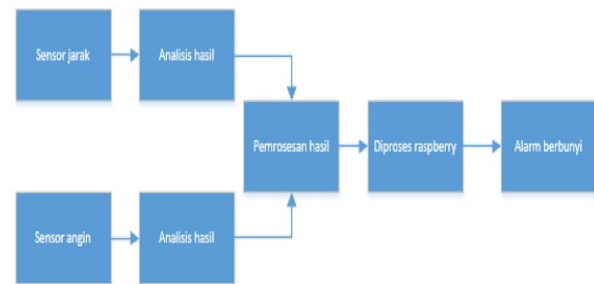 Sensor jarak
Analisis hasil
Pemrosesan hasil
Diproses raspberry
Alarm berbunyi
Sensor angin
Analisis hasil